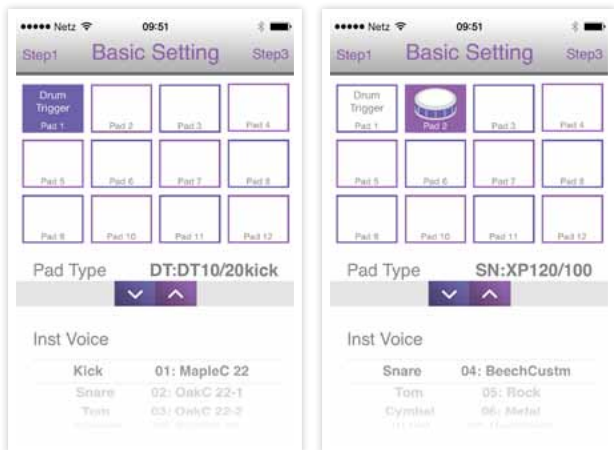 Netz 09:51
Step1 Basic Setting Step3
Drum
Trigger
Pad 1 Pad 2 Pad 3 Pad 4
Pad 5 Pad 6 Pad 7 Pad 8
Pad 9 Pad 10 Pad 11 Pad 12
Pad Type DT:DT10/20kick
Inst Voice
Kick 01: MapleC 22
Snare 02: OakC 22-1
Tom 03: OakC 22-2
Netz 09:51
Step1 Basic Setting Step3
Drum
Trigger
Pad 1 Pad 2 Pad 3 Pad 4
Pad 5 Pad 6 Pad 7 Pad 8
Pad 9 Pad 10 Pad 11 Pad 12
Pad Type SN:XP120/100
Inst Voice
Snare 04: BeechCustm
Tom 05: Rock
Cymbal 06: Metal